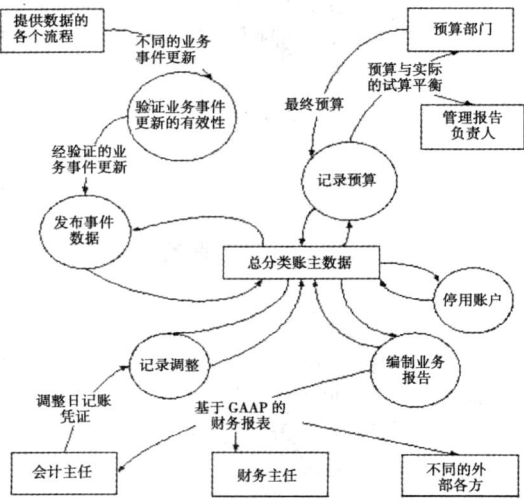 提供数据的
各个流程
不同的业务
事件更新
预算部门
预算与实际
的试算平衡
最终预算
验证业务事件
更新的有效性
管理报告
负责人
经验证的业
务事件更新
记录预算
发布事件
数据
总分类账主数据
停用账户
记录调整
编制业务
报告
调整日记账
凭证
基于 GAAP 的
财务报表
会计主任
财务主任
不同的外
部各方